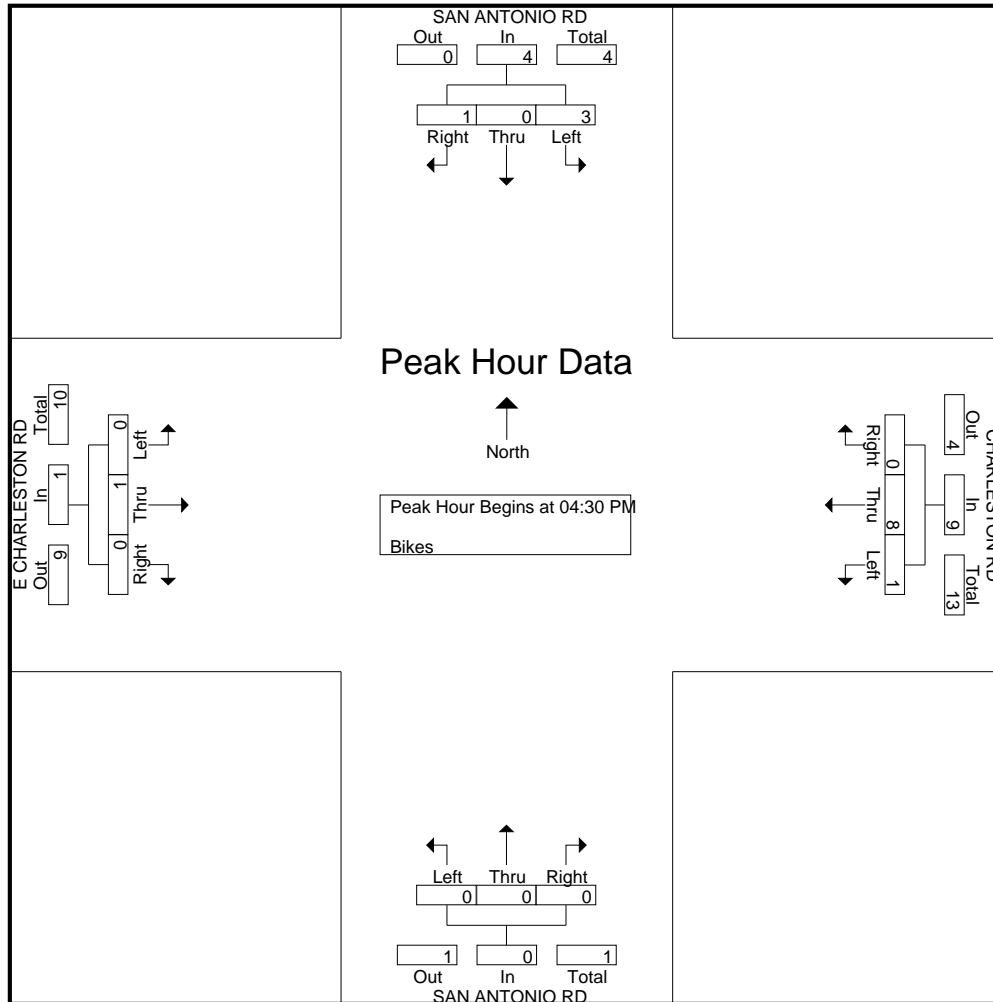 SAN ANTONIO RD
Out In Total
0 4 4
1 0 3
Right Thru Left
Peak Hour Data
North
Peak Hour Begins at 04:30 PM
Bikes
E CHARLESTON RD
Out In Total
9 1 10
0 1 0
Left Thru Right
CHARLESTON RD
Out In Total
4 9 13
0 8 1
Right Thru Left
Left Thru Right
0 0 0
1 0 1
Out In Total
SAN ANTONIO RD